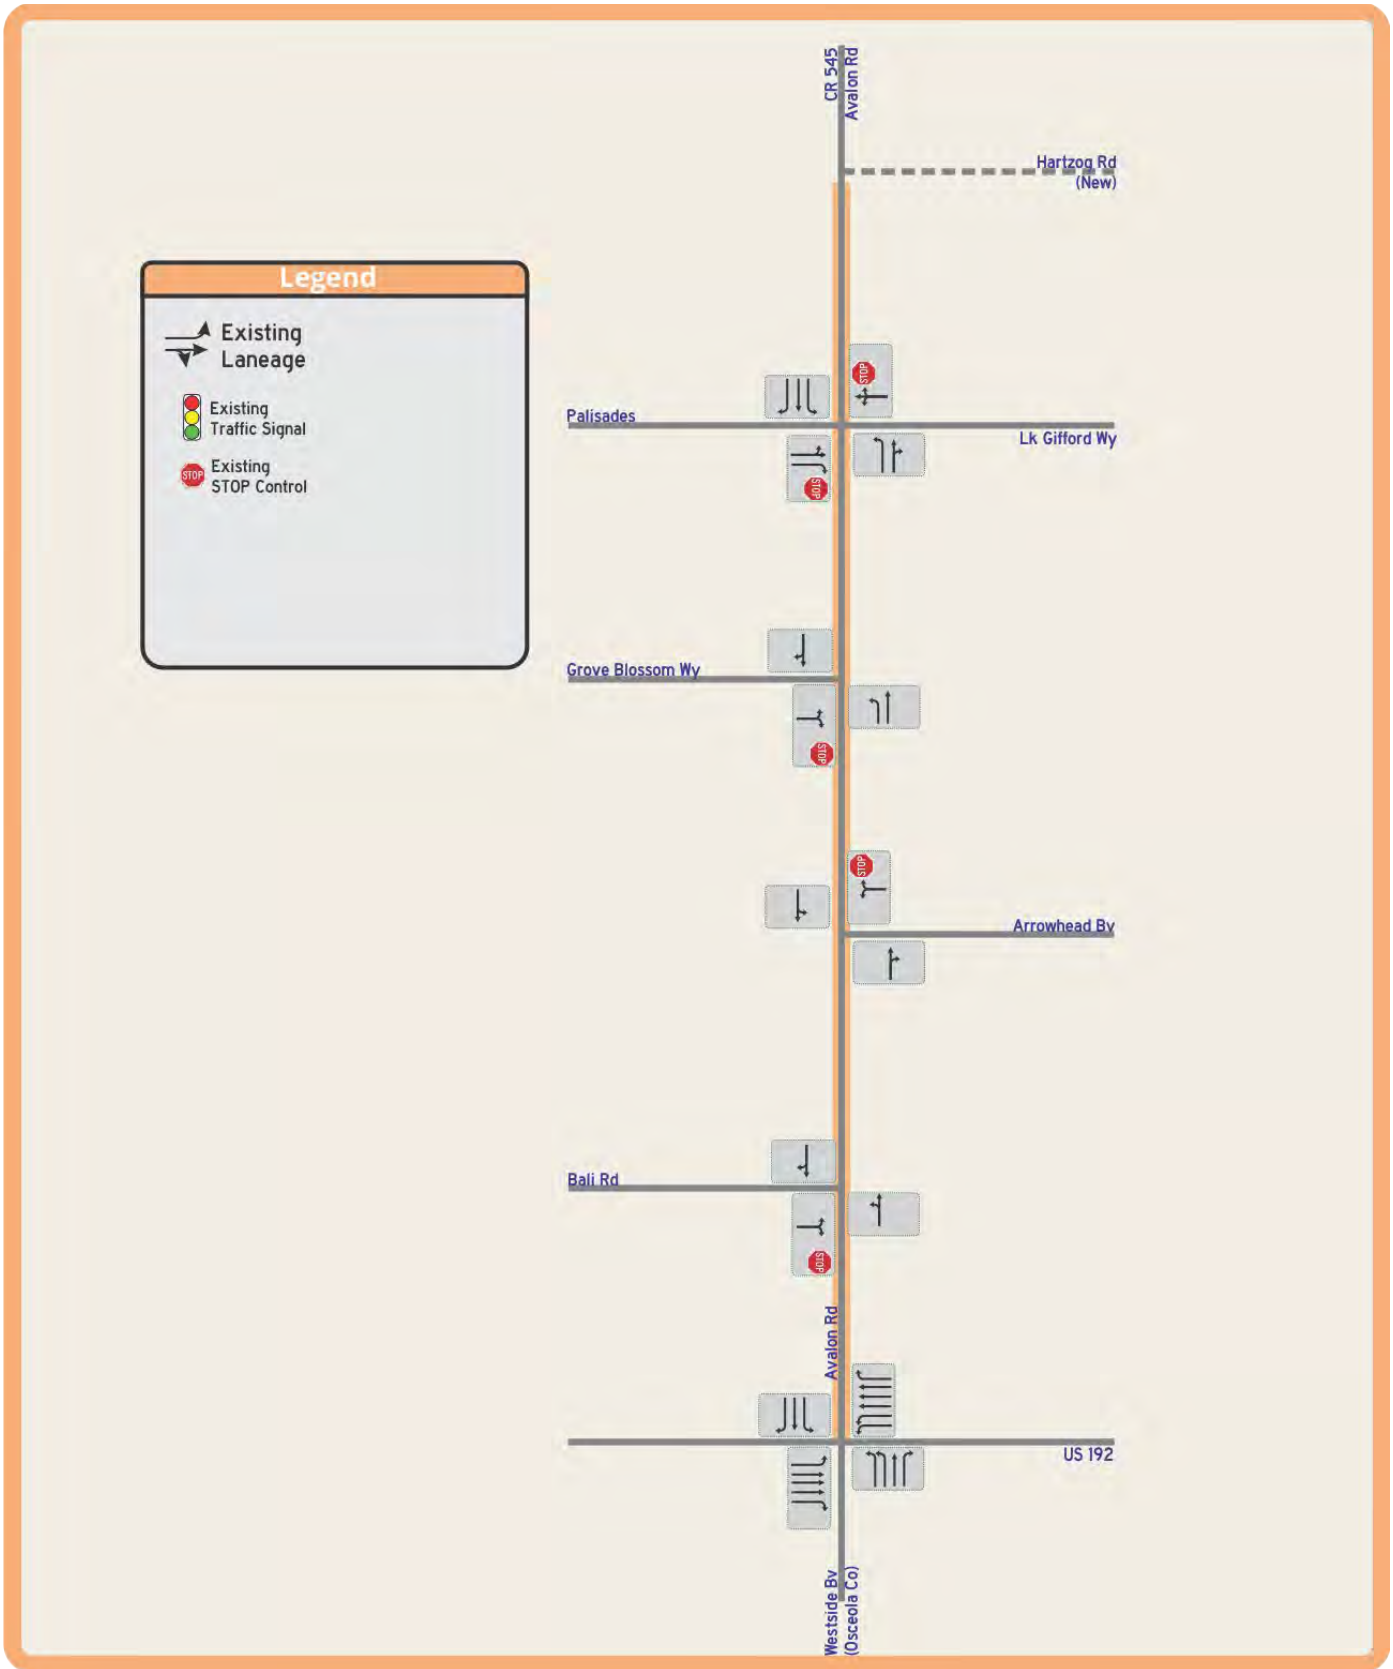 CR 545
Avalon Rd
Hartzog Rd
(New)
Legend
Existing
Laneage
Existing
Traffic Signal
STOP
Existing
STOP Control
STOP
Palisades
Lk Gifford Wy
STOP
Grove Blossom Wy
STOP
STOP
Arrowhead Bv
Bali Rd
STOP
Avalon Rd
US 192
Westside Bv
(Osceola Co)